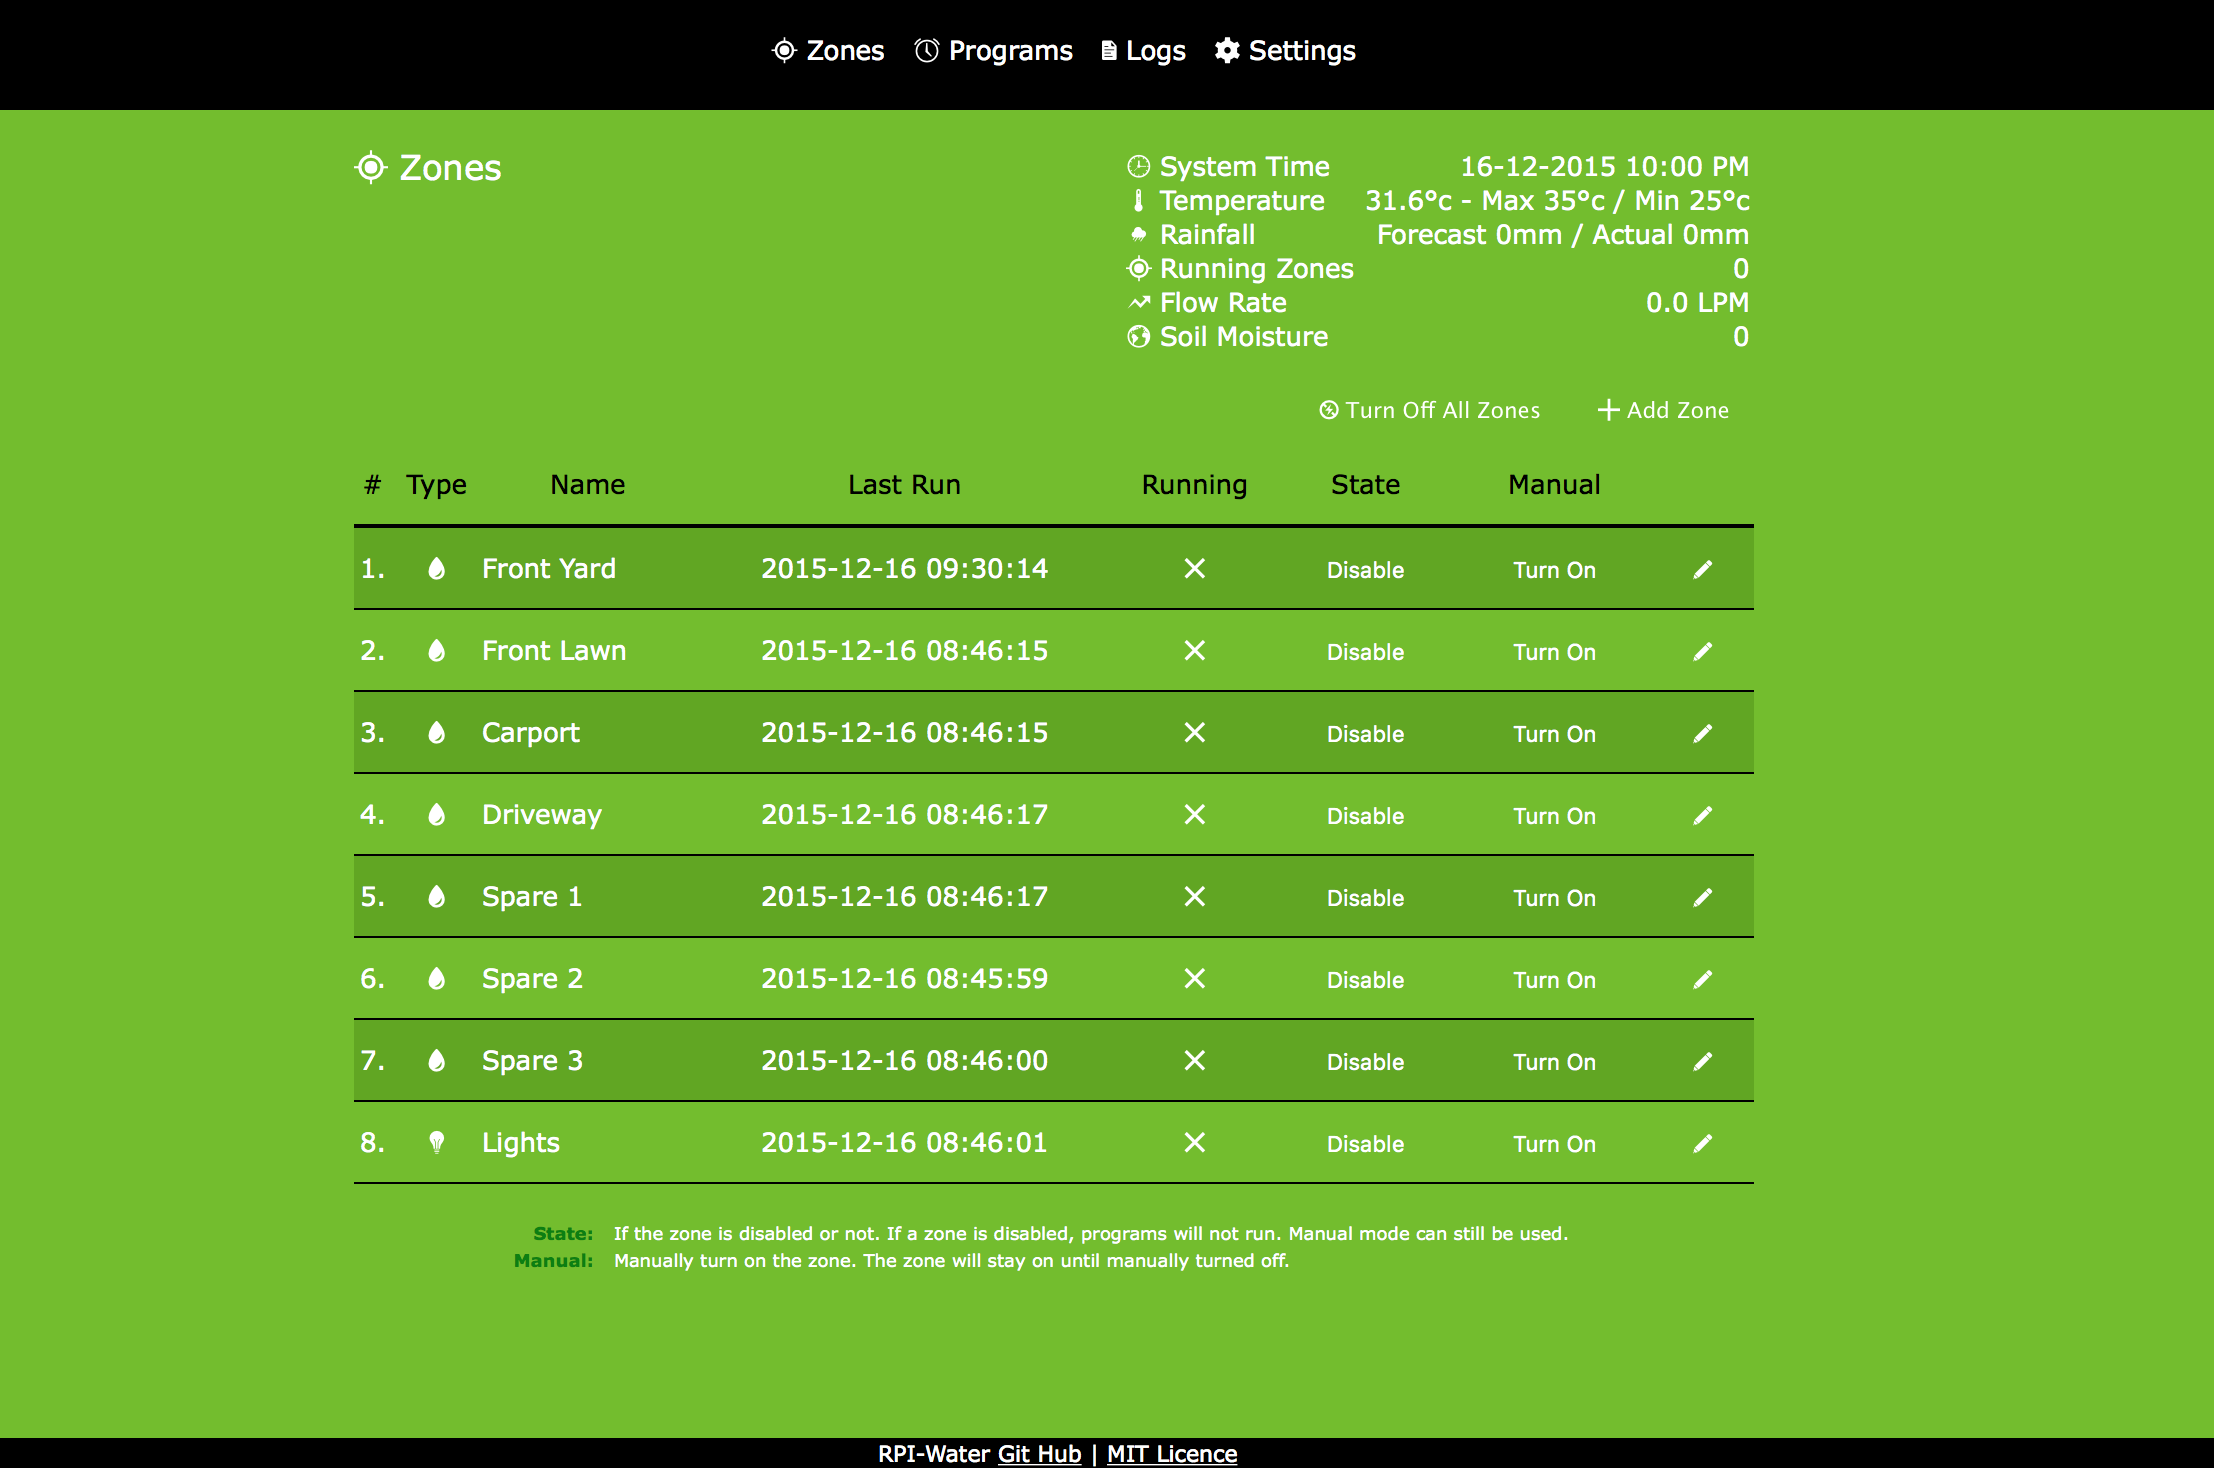 Zones Programs Logs Settings
Zones
System Time 16-12-2015 10:00 PM
Temperature 31.6°c - Max 35°c / Min 25°c
Rainfall Forecast 0mm / Actual 0mm
Running Zones 0
Flow Rate 0.0 LPM
Soil Moisture 0
Turn Off All Zones Add Zone
# Type Name Last Run Running State Manual
1. Front Yard 2015-12-16 09:30:14 Disable Turn On
2. Front Lawn 2015-12-16 08:46:15 Disable Turn On
3. Carport 2015-12-16 08:46:15 Disable Turn On
4. Driveway 2015-12-16 08:46:17 Disable Turn On
5. Spare 1 2015-12-16 08:46:17 Disable Turn On
6. Spare 2 2015-12-16 08:45:59 Disable Turn On
7. Spare 3 2015-12-16 08:46:00 Disable Turn On
8. Lights 2015-12-16 08:46:01 Disable Turn On
State: If the zone is disabled or not. If a zone is disabled, programs will not run. Manual mode can still be used.
Manual: Manually turn on the zone. The zone will stay on until manually turned off.
RPI-Water Git Hub | MIT Licence